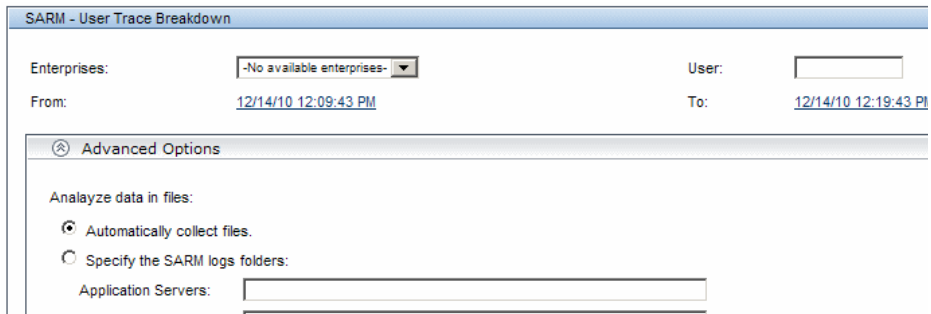 SARM - User Trace Breakdown
Enterprises: -No available enterprises- User:
From: 12/14/10 12:09:43 PM To: 12/14/10 12:19:43 PM
Advanced Options
Analayze data in files:
Automatically collect files.
Specify the SARM logs folders:
Application Servers: